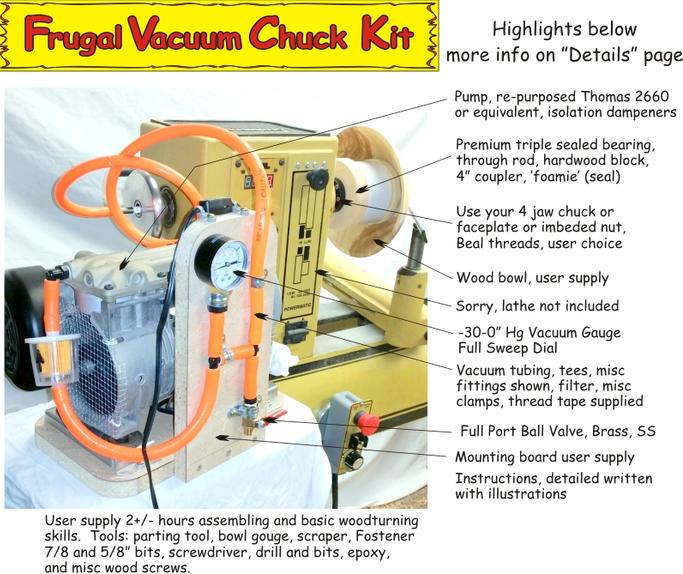 Frugal Vacuum Chuck Kit
Highlights below
more info on "Details" page
Pump, re-purposed Thomas 2660
or equivalent, isolation dampeners
Premium triple sealed bearing,
through rod, hardwood block,
4" coupler, 'foamie' (seal)
Use your 4 jaw chuck or
faceplate or imbeded nut,
Beal threads, user choice
Wood bowl, user supply
Sorry, lathe not included
-30-0" Hg Vacuum Gauge
Full Sweep Dial
Vacuum tubing, tees, misc
fittings shown, filter, misc
clamps, thread tape supplied
Full Port Ball Valve, Brass, SS
Mounting board user supply
Instructions, detailed written
with illustrations
POWERMATIC
User supply 2+/- hours assembling and basic woodturning
skills. Tools: parting tool, bowl gouge, scraper, Fostener
7/8 and 5/8" bits, screwdriver, drill and bits, epoxy,
and misc wood screws.